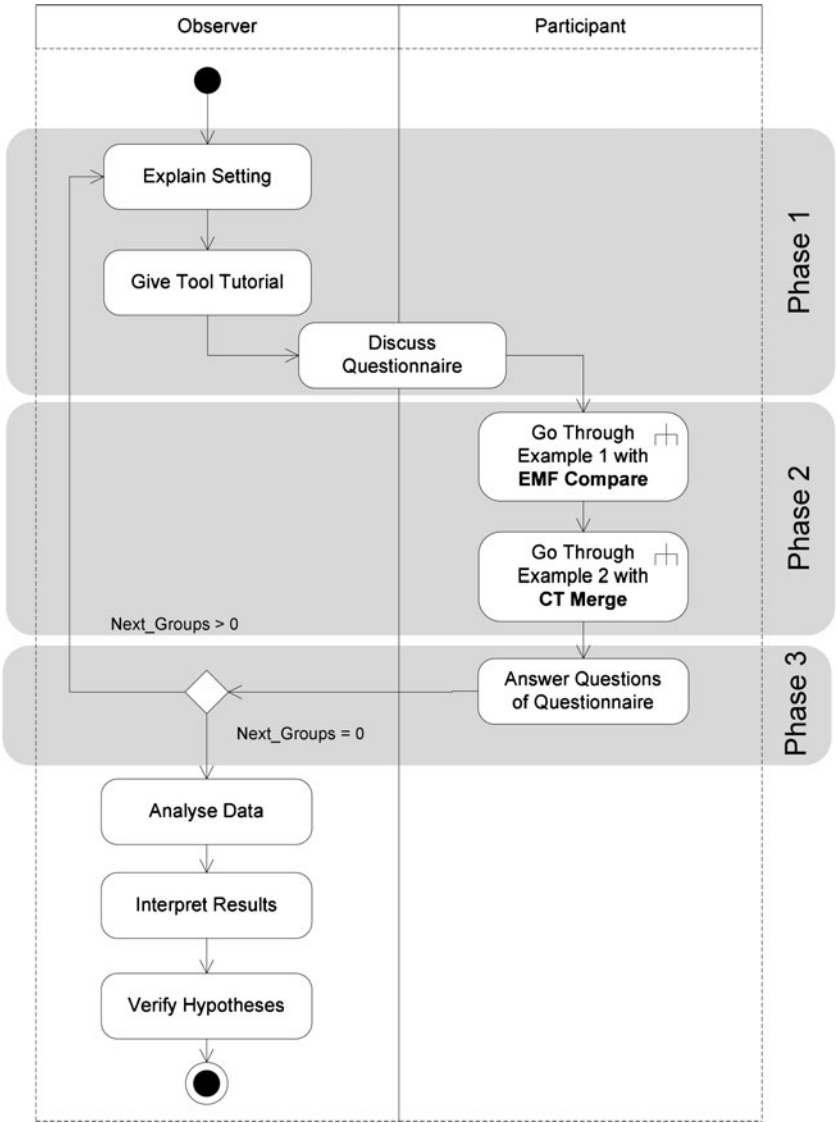 Observer
Participant
Explain Setting
Give Tool Tutorial
Discuss
Questionnaire
Phase 1
Go Through
Example 1 with
EMF Compare
Go Through
Example 2 with
CT Merge
Phase 2
Next_Groups > 0
Answer Questions
of Questionnaire
Next_Groups = 0
Phase 3
Analyse Data
Interpret Results
Verify Hypotheses